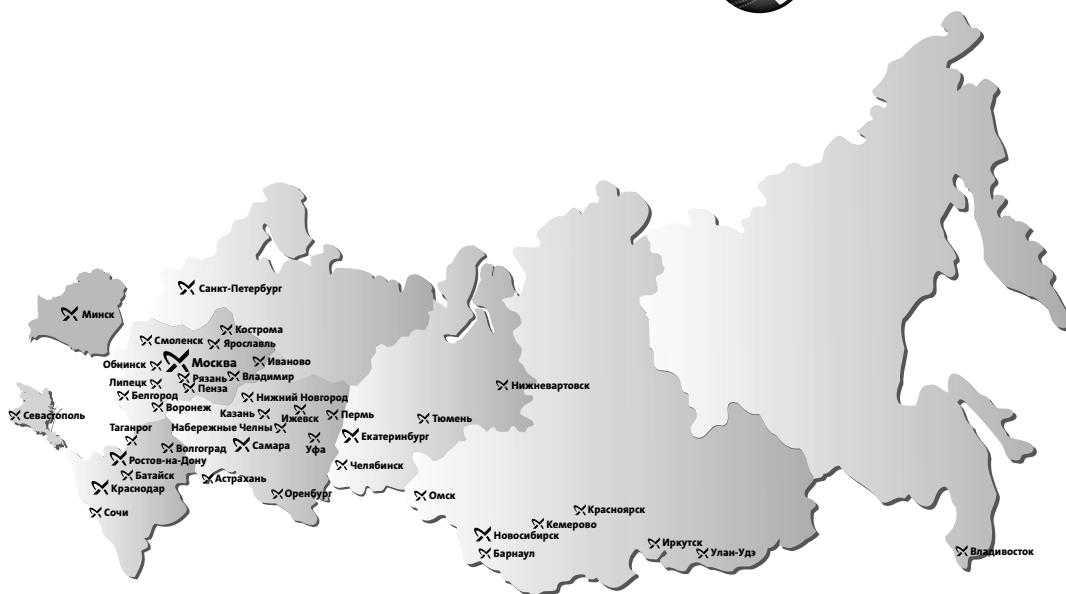 Санкт-Петербург
Минск
Кострома
Смоленск
Ярославль
Москва
Иваново
Обнинск
Рязань
Владимир
Липецк
Пенза
Нижневартовск
Белгород
Нижний Новгород
Воронеж
Казань
Ижевск
Пермь
Севастополь
Тюмень
Таганрог
Набережные Челны
Екатеринбург
Волгоград
Самара
Уфа
Ростов-на-Дону
Челябинск
Батайск
Астрахань
Краснодар
Оренбург
Омск
Сочи
Красноярск
Кемерово
Новосибирск
Иркутск
Барнаул
Улан-Удэ
Владивосток